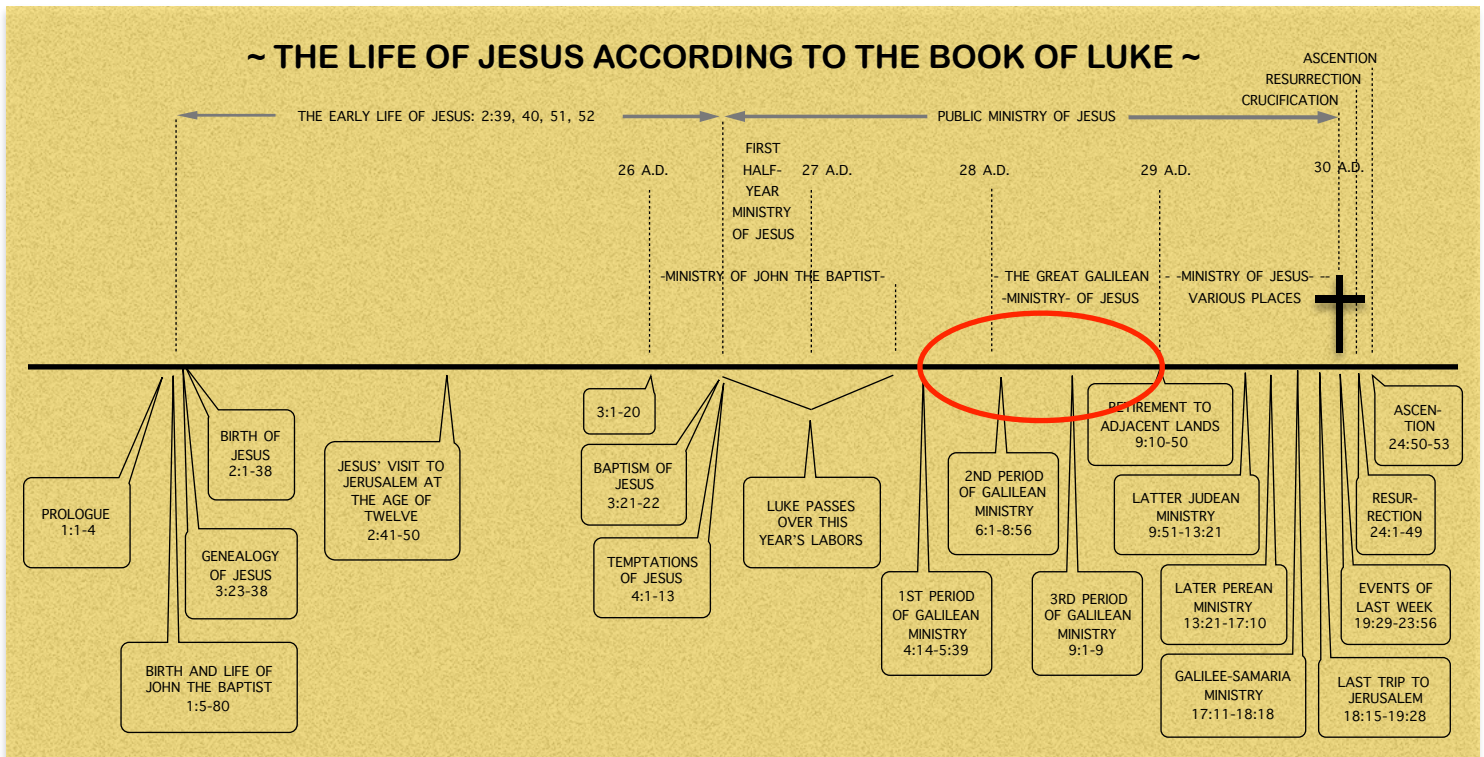 ~ THE LIFE OF JESUS ACCORDING TO THE BOOK OF LUKE ~
ASCENTION
RESURRECTION
CRUCIFICATION
THE EARLY LIFE OF JESUS: 2:39, 40, 51, 52
PUBLIC MINISTRY OF JESUS
26 A.D.
FIRST
HALF-
YEAR
MINISTRY
OF JESUS
27 A.D.
28 A.D.
29 A.D.
30 A.D.
-MINISTRY OF JOHN THE BAPTIST-
- THE GREAT GALILEAN
-MINISTRY- OF JESUS
- -MINISTRY OF JESUS- --
VARIOUS PLACES
PROLOGUE
1:1-4
BIRTH AND LIFE OF
JOHN THE BAPTIST
1:5-80
BIRTH OF
JESUS
2:1-38
GENEALOGY
OF JESUS
3:23-38
JESUS’ VISIT TO
JERUSALEM AT
THE AGE OF
TWELVE
2:41-50
3:1-20
BAPTISM OF
JESUS
3:21-22
TEMPTATIONS
OF JESUS
4:1-13
LUKE PASSES
OVER THIS
YEAR’S LABORS
1ST PERIOD
OF GALILEAN
MINISTRY
4:14-5:39
2ND PERIOD
OF GALILEAN
MINISTRY
6:1-8:56
3RD PERIOD
OF GALILEAN
MINISTRY
9:1-9
RETIREMENT TO
ADJACENT LANDS
9:10-50
LATTER JUDEAN
MINISTRY
9:51-13:21
LATER PEREAN
MINISTRY
13:21-17:10
GALILEE-SAMARIA
MINISTRY
17:11-18:18
LAST TRIP TO
JERUSALEM
18:15-19:28
EVENTS OF
LAST WEEK
19:29-23:56
RESUR-
RECTION
24:1-49
ASCEN-
TION
24:50-53